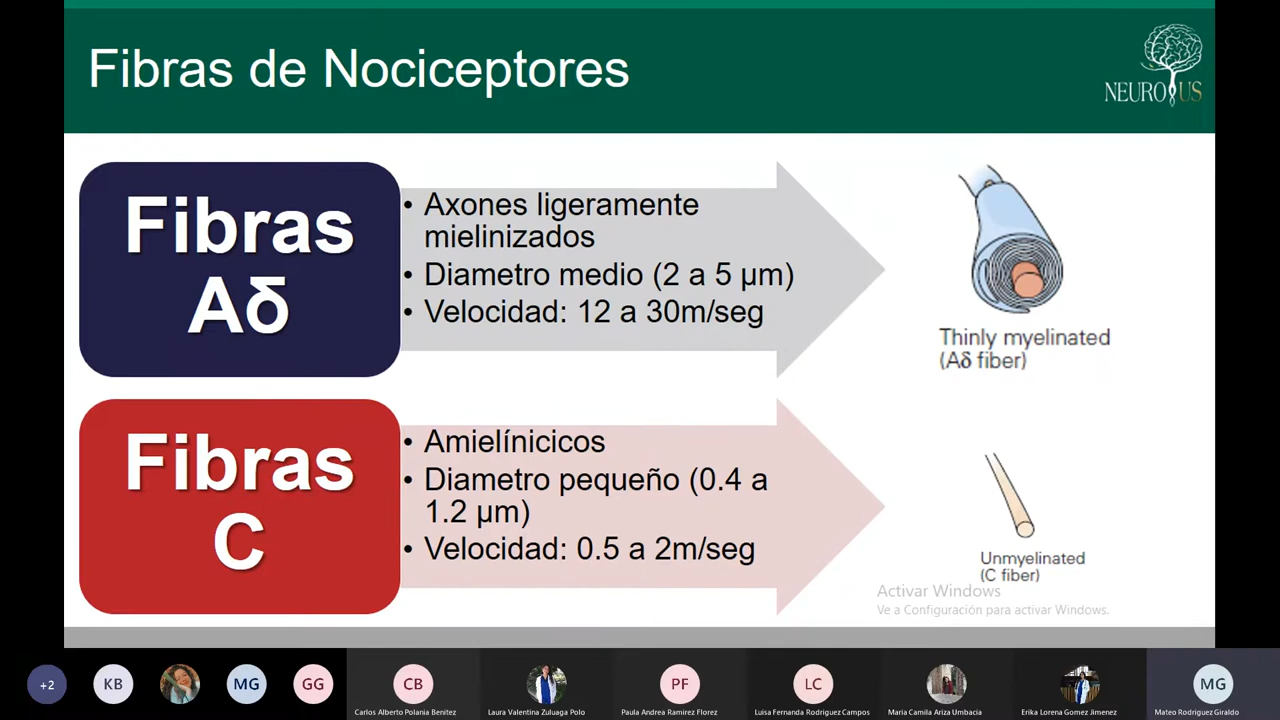 Fibras de Nociceptores
NEURO US
Fibras
Aδ
• Axones ligeramente
mielinizados
• Diametro medio (2 a 5 µm)
• Velocidad: 12 a 30m/seg
Thinly myelinated
(Aδ fiber)
Fibras
C
• Amielínicicos
• Diametro pequeño (0.4 a
1.2 µm)
• Velocidad: 0.5 a 2m/seg
Unmyelinated
(C fiber)
Activar Windows
Ve a Configuración para activar Windows.
+2
KB
MG
GG
CB
PF
LC
MG
Carlos Alberto Polania Benitez
Laura Valentina Zuluaga Polo
Paula Andrea Ramirez Florez
Luisa Fernanda Rodriguez Campos
Maria Camila Ariza Umbacia
Erika Lorena Gomez Jimenez
Mateo Rodriguez Giraldo